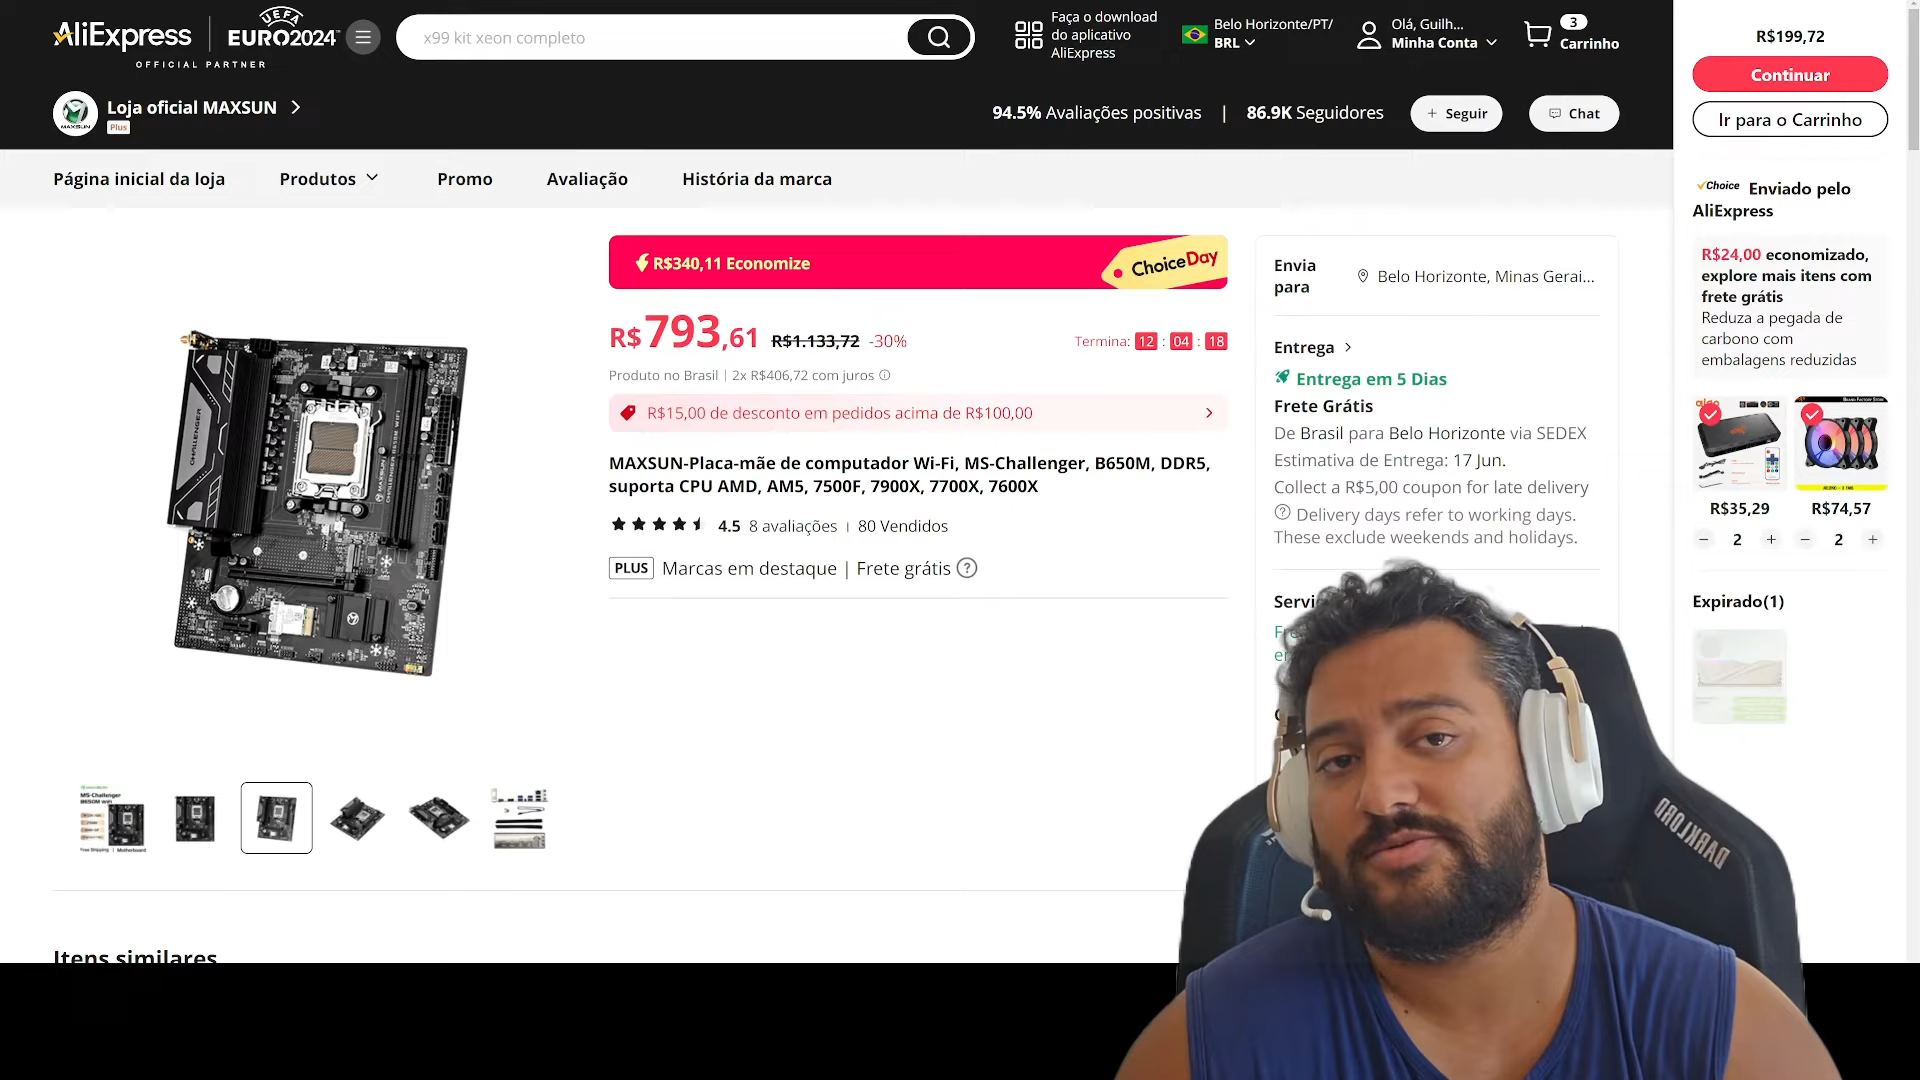 AliExpress
UEFA
EURO2024
OFFICIAL PARTNER
x99 kit xeon completo
Faça o download
do aplicativo
AliExpress
Belo Horizonte/PT/
BRL
Olá, Guilh...
Minha Conta
3
Carrinho
R$199,72
Continuar
Ir para o Carrinho
MAXSUN
Loja oficial MAXSUN
Plus
94.5% Avaliações positivas | 86.9K Seguidores
+ Seguir
Chat
Página inicial da loja
Produtos
Promo
Avaliação
História da marca
Choice Enviado pelo
AliExpress
R$24,00 economizado,
explore mais itens com
frete grátis
Reduza a pegada de
carbono com
embalagens reduzidas
R$35,29
R$74,57
− 2 +
− 2 +
Expirado(1)
R$340,11 Economize
ChoiceDay
R$793,61 R$1.133,72 -30%
Termina: 12 : 04 : 18
Produto no Brasil | 2x R$406,72 com juros
R$15,00 de desconto em pedidos acima de R$100,00
MAXSUN-Placa-mãe de computador Wi-Fi, MS-Challenger, B650M, DDR5,
suporta CPU AMD, AM5, 7500F, 7900X, 7700X, 7600X
4.5 8 avaliações | 80 Vendidos
PLUS Marcas em destaque | Frete grátis ?
Envia
para
Belo Horizonte, Minas Gerai...
Entrega
Entrega em 5 Dias
Frete Grátis
De Brasil para Belo Horizonte via SEDEX
Estimativa de Entrega: 17 Jun.
Collect a R$5,00 coupon for late delivery
Delivery days refer to working days.
These exclude weekends and holidays.
Servi
CHALLENGER
MS-Challenger
B650M WIFI
DARKLORD
Itens similares